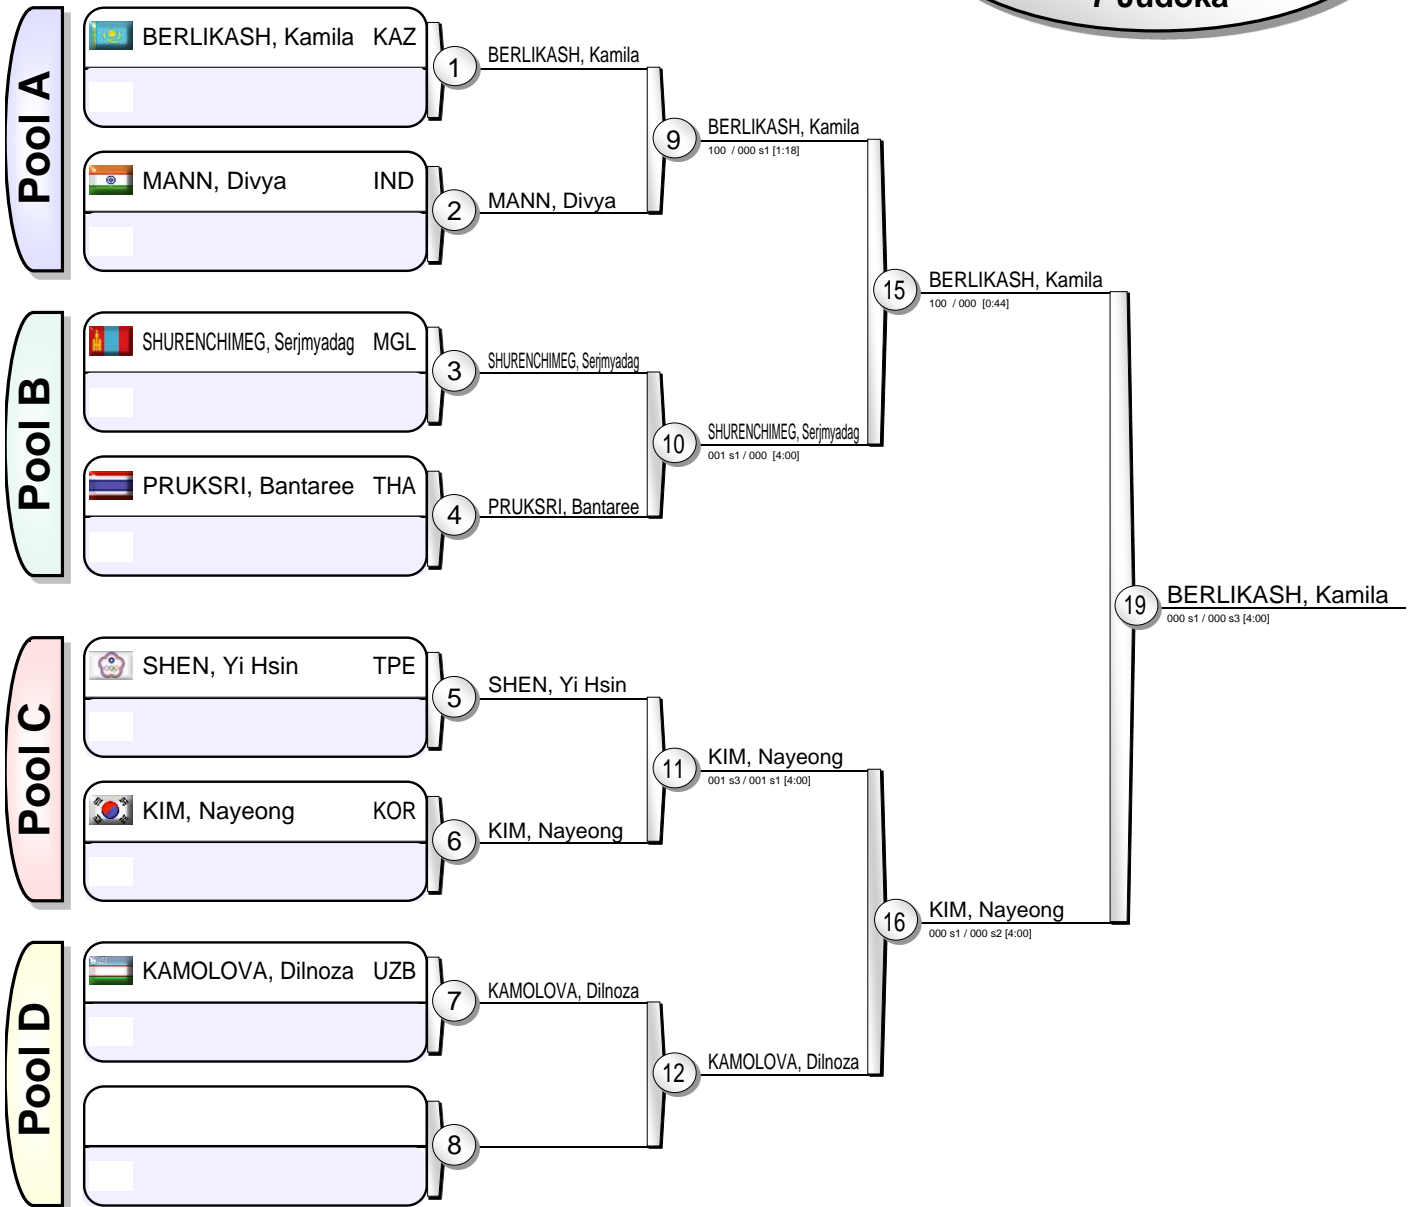 7 Judoka
Pool A
BERLIKASH, Kamila KAZ
1
BERLIKASH, Kamila
MANN, Divya IND
2
MANN, Divya
9
BERLIKASH, Kamila
100 / 000 s1 [1:18]
Pool B
SHURENCHIMEG, Serjmyadag MGL
3
SHURENCHIMEG, Serjmyadag
PRUKSRI, Bantaree THA
4
PRUKSRI, Bantaree
10
SHURENCHIMEG, Serjmyadag
001 s1 / 000 [4:00]
15
BERLIKASH, Kamila
100 / 000 [0:44]
Pool C
SHEN, Yi Hsin TPE
5
SHEN, Yi Hsin
KIM, Nayeong KOR
6
KIM, Nayeong
11
KIM, Nayeong
001 s3 / 001 s1 [4:00]
Pool D
KAMOLOVA, Dilnoza UZB
7
KAMOLOVA, Dilnoza
8
12
KAMOLOVA, Dilnoza
16
KIM, Nayeong
000 s1 / 000 s2 [4:00]
19
BERLIKASH, Kamila
000 s1 / 000 s3 [4:00]